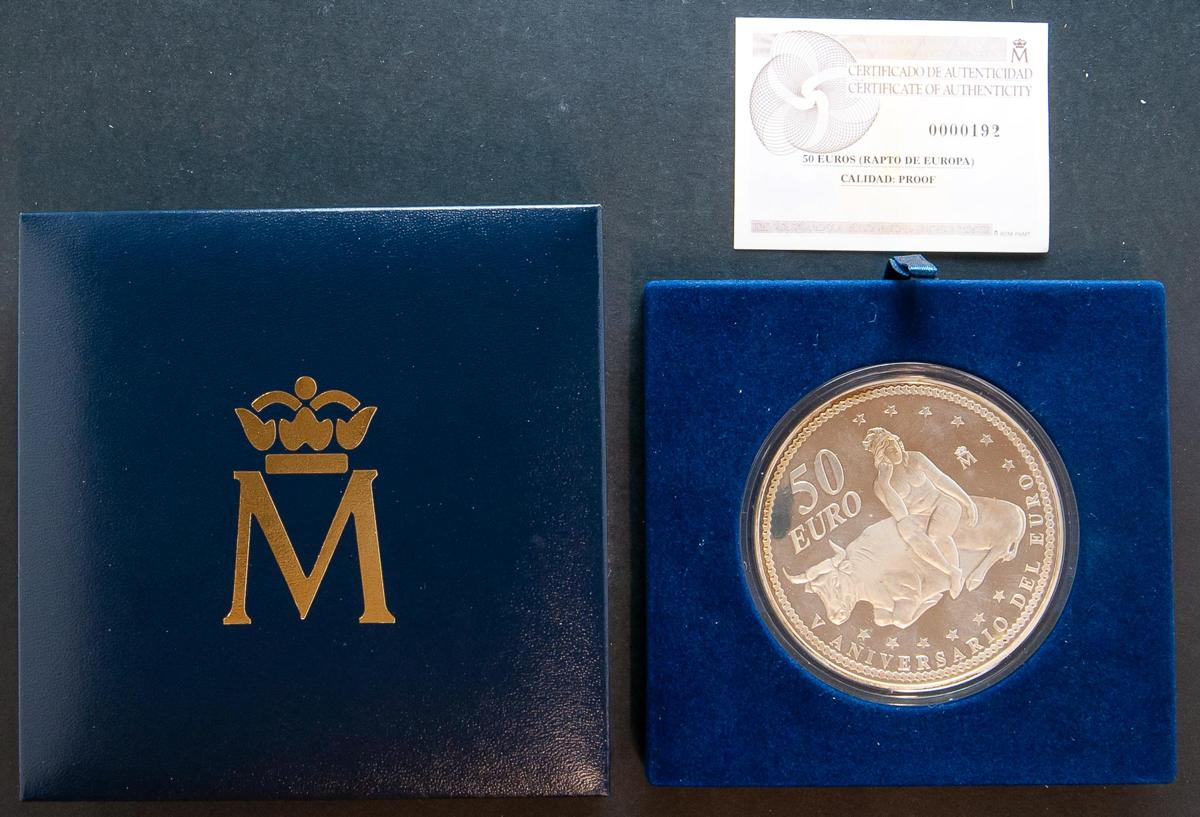 M
CERTIFICADO DE AUTENTICIDAD
CERTIFICATE OF AUTHENTICITY
0000192
50 EUROS (RAPTO DE EUROPA)
CALIDAD: PROOF
M
M
50
EURO
V ANIVERSARIO DEL EURO